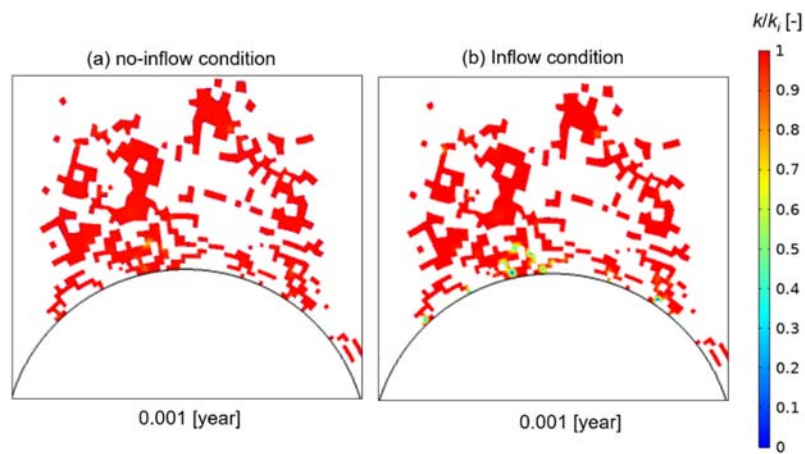 k/ki [-]
(a) no-inflow condition
(b) Inflow condition
1
0.9
0.8
0.7
0.6
0.5
0.4
0.3
0.2
0.1
0
0.001 [year]
0.001 [year]